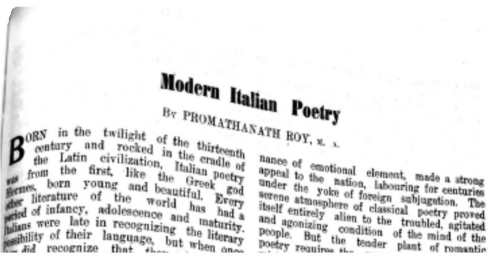 Modern Italian Poetry
BY PROMATHANATH ROY, M. A.
BORN in the twilight of the thirteenth
century and rocked in the cradle of
the Latin civilization, Italian poetry
was from the first, like the Greek god
Hermes, born young and beautiful. Every
other literature of the world has had a
period of infancy, adolescence and maturity.
Italians were late in recognizing the literary
possibility of their language, but when once
did recognize that
nance of emotional element, made a strong
appeal to the nation, labouring for centuries
under the yoke of foreign subjugation. The
serene atmosphere of classical poetry proved
itself entirely alien to the troubled, agitated
and agonizing condition of the mind of the
people. But the tender plant of romantic
poetry requires the